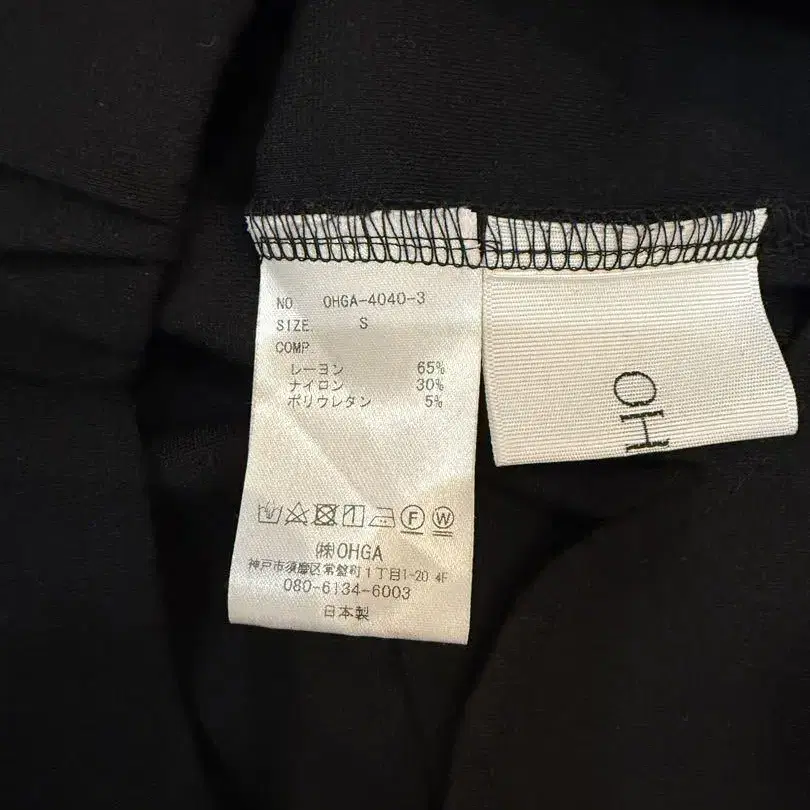 NO OHGA-4040-3
SIZE. S
COMP.
レーヨン 65%
ナイロン 30%
ポリウレタン 5%
F W
㈱OHGA
神戸市須磨区常盤町1丁目1-20 4F
080-6134-6003
日本製
OH